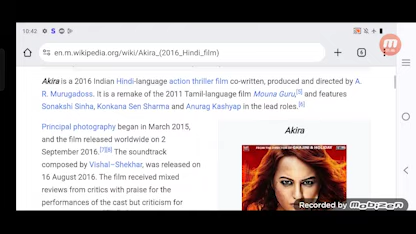 10:42
en.m.wikipedia.org/wiki/Akira_(2016_Hindi_film)
Akira is a 2016 Indian Hindi-language action thriller film co-written, produced and directed by A.
R. Murugadoss. It is a remake of the 2011 Tamil-language film Mouna Guru,[5] and features
Sonakshi Sinha, Konkana Sen Sharma and Anurag Kashyap in the lead roles.[6]
Principal photography began in March 2015,
and the film released worldwide on 2
September 2016.[7][8] The soundtrack
composed by Vishal–Shekhar, was released on
16 August 2016. The film received mixed
reviews from critics with praise for the
performances of the cast but criticism for
Akira
Recorded by Mobizen